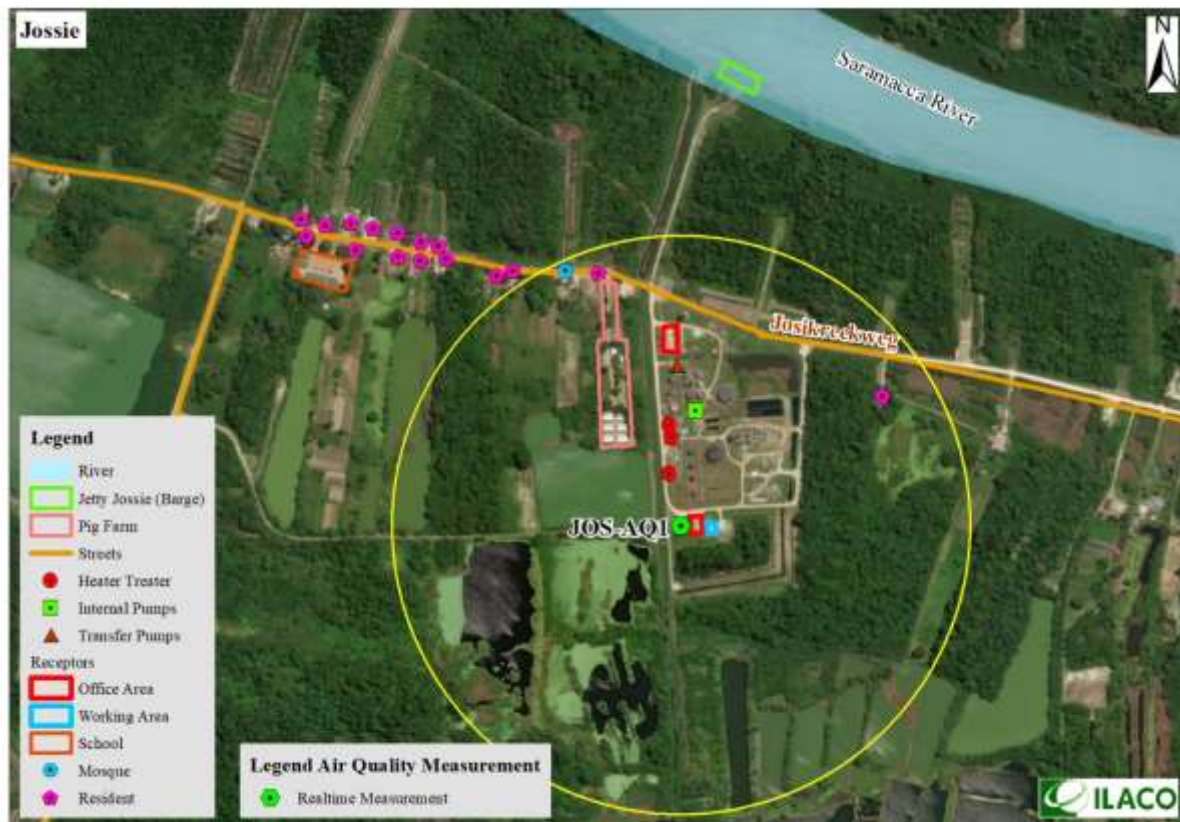 Jossie
N
Saramacca River
Josikreekweg
JOS-AQ1
Legend
River
Jetty Jossie (Barge)
Pig Farm
Streets
Heater Treater
Internal Pumps
Transfer Pumps
Receptors
Office Area
Working Area
School
Mosque
Resident
Legend Air Quality Measurement
Realtime Measurement
ILACO